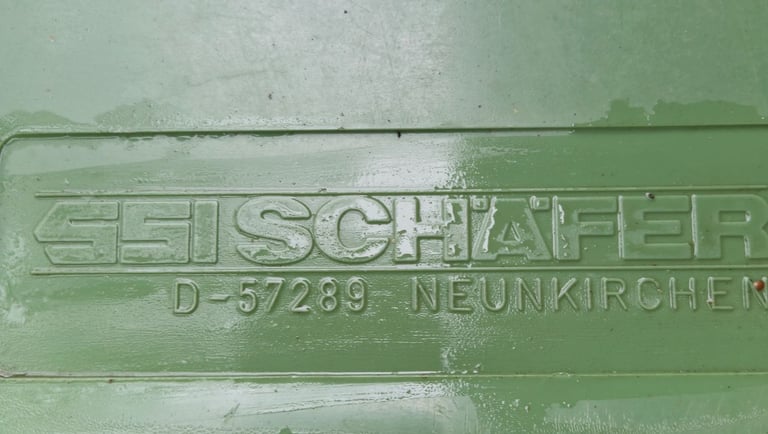 SSI SCHÄFER
D-57289 NEUNKIRCHEN